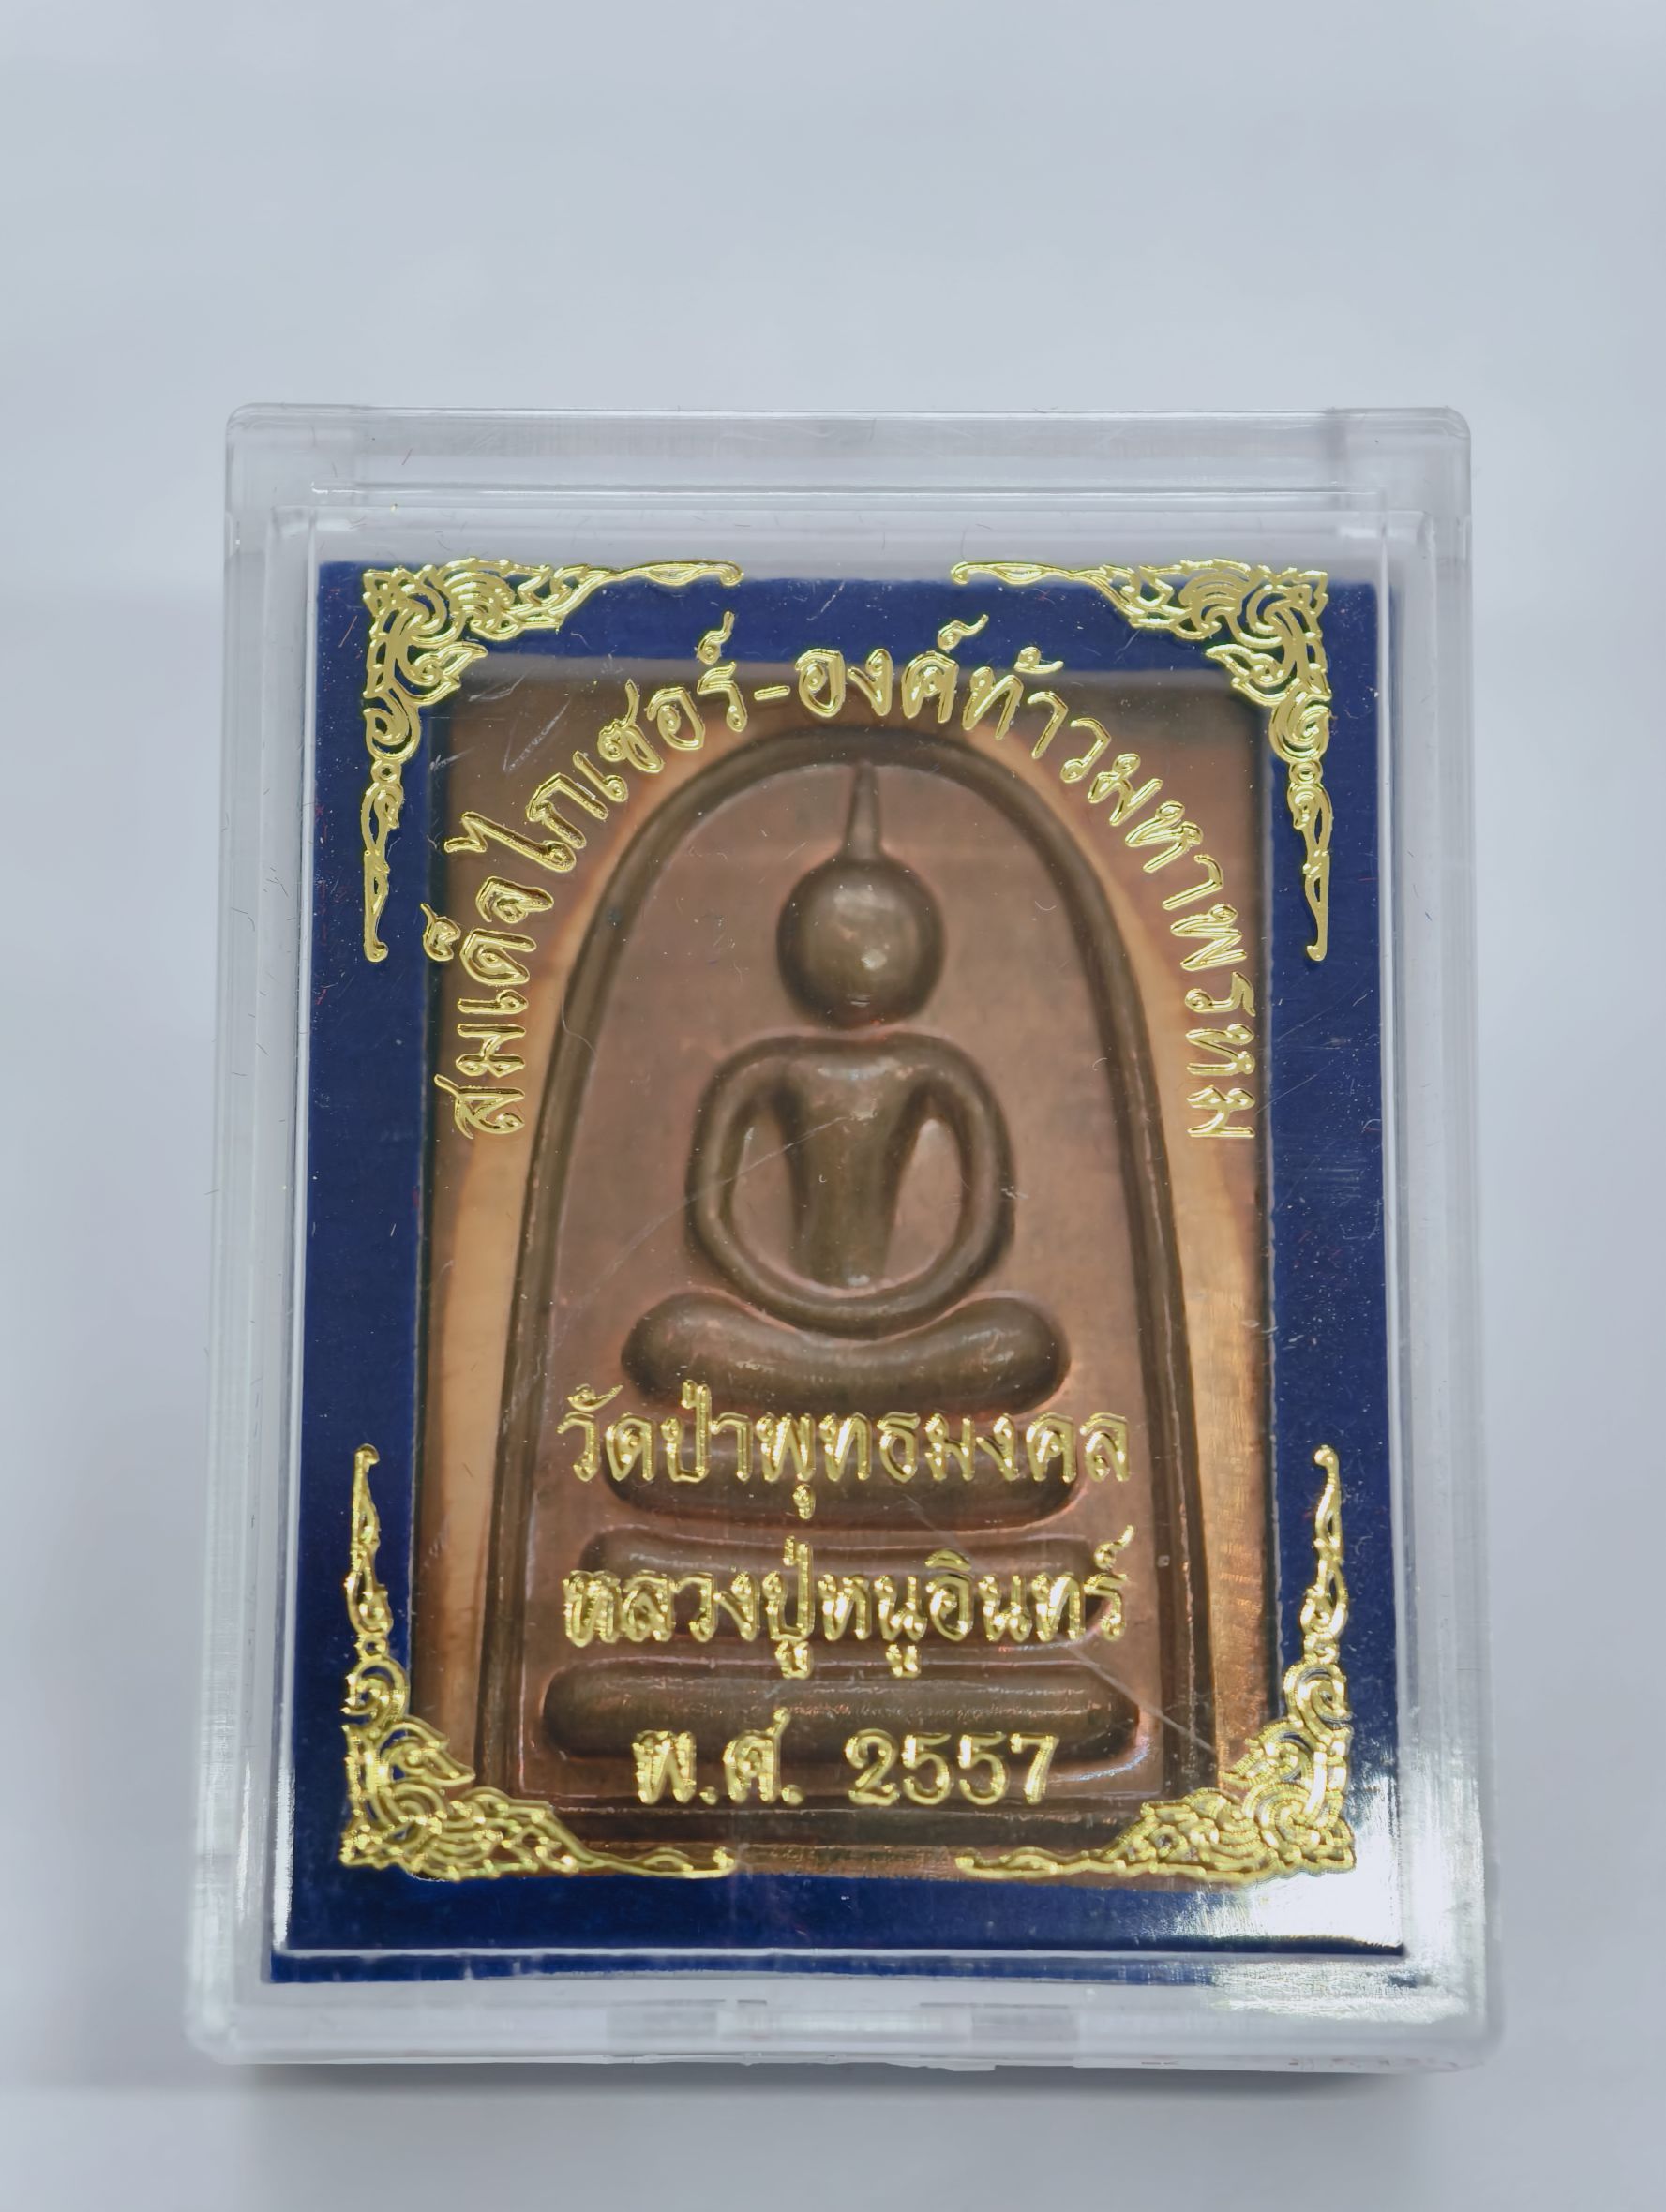 สมเด็จไกเซอร์-องค์ท้าวมหาพรหม
วัดป่าพุทธมงคล
หลวงปู่หนูอินทร์
พ.ศ. 2557